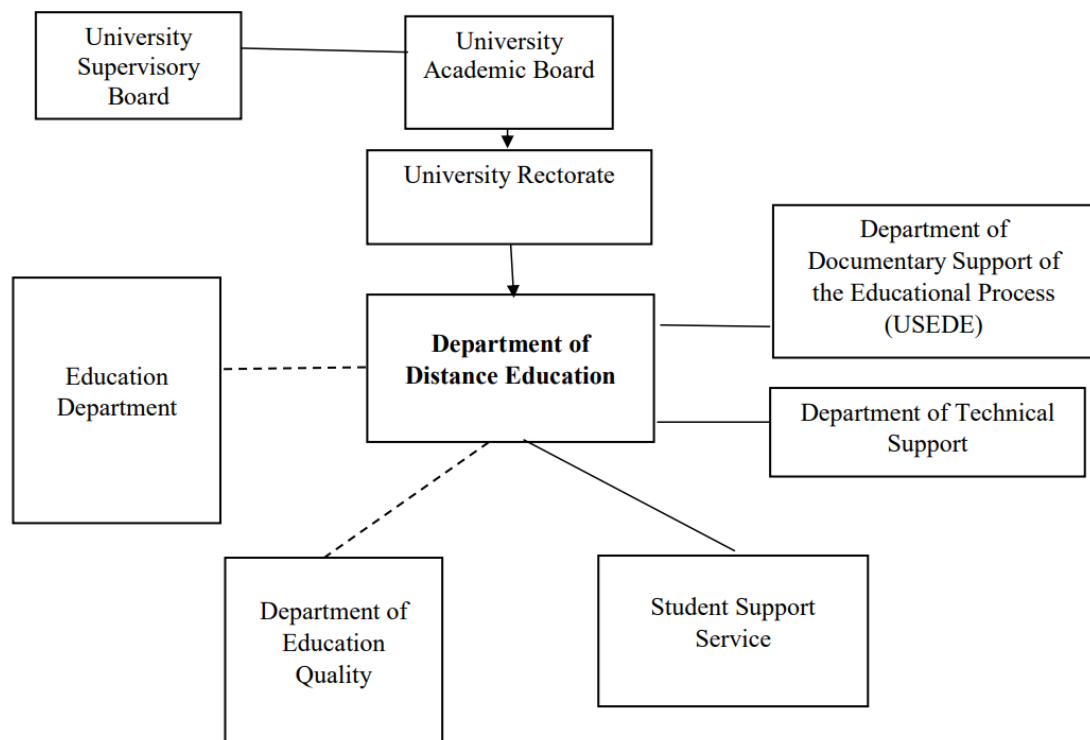 University
Supervisory
Board
University
Academic Board
University Rectorate
Department of
Documentary Support of
the Educational Process
(USEDE)
Education
Department
Department of
Distance Education
Department of Technical
Support
Department of
Education
Quality
Student Support
Service